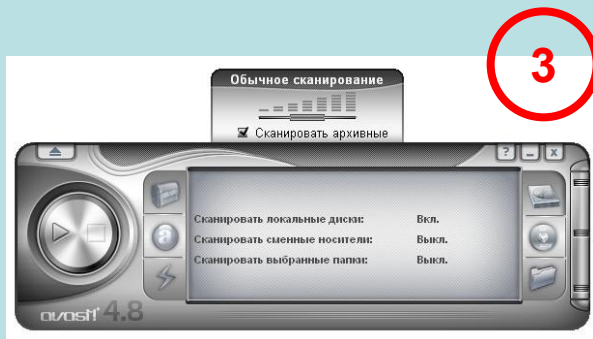 3
Обычное сканирование
Сканировать архивные
?
Сканировать локальные диски: Вкл.
Сканировать сменные носители: Выкл.
Сканировать выбранные папки: Выкл.
avast! 4.8